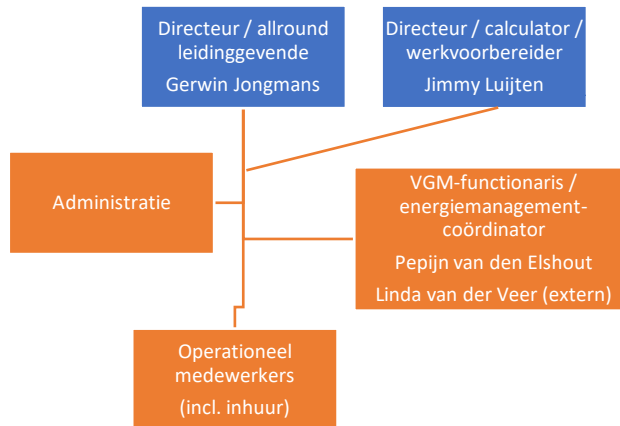 Directeur / allround
leidinggevende
Gerwin Jongmans
Directeur / calculator /
werkvoorbereider
Jimmy Luijten
Administratie
VGM-functionaris /
energiemanagement-
coördinator
Pepijn van den Elshout
Linda van der Veer (extern)
Operationeel
medewerkers
(incl. inhuur)